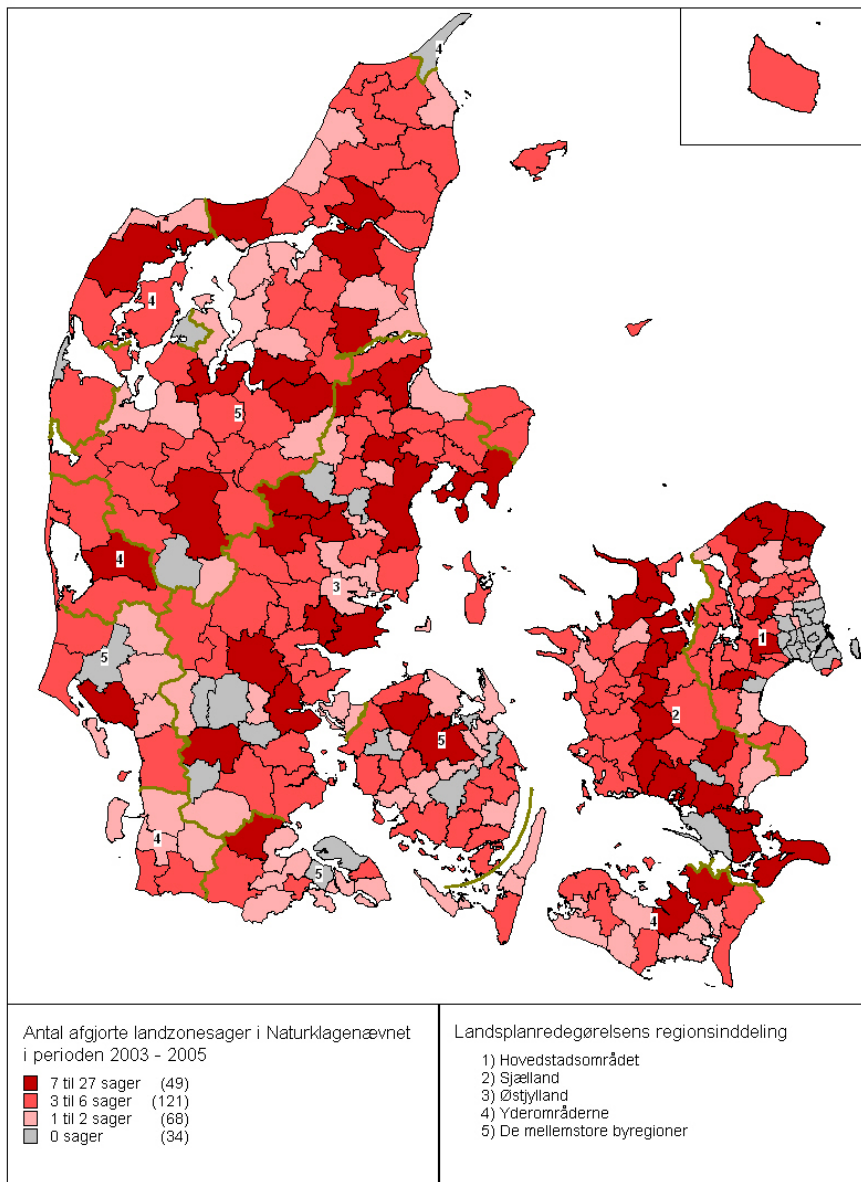 4
4
5
4
3
1
5
2
5
4
5
4
Antal afgjorte landzonesager i Naturklagenævnet
i perioden 2003 - 2005
7 til 27 sager (49)
3 til 6 sager (121)
1 til 2 sager (68)
0 sager (34)
Landsplanredegørelsens regionsinddeling
1) Hovedstadsområdet
2) Sjælland
3) Østjylland
4) Yderområderne
5) De mellemstore byregioner